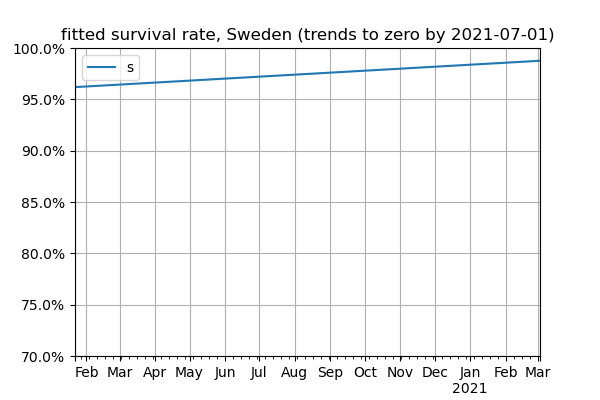 fitted survival rate, Sweden (trends to zero by 2021-07-01)
s
100.0%
95.0%
90.0%
85.0%
80.0%
75.0%
70.0%
Feb Mar Apr May Jun Jul Aug Sep Oct Nov Dec Jan Feb Mar
2021